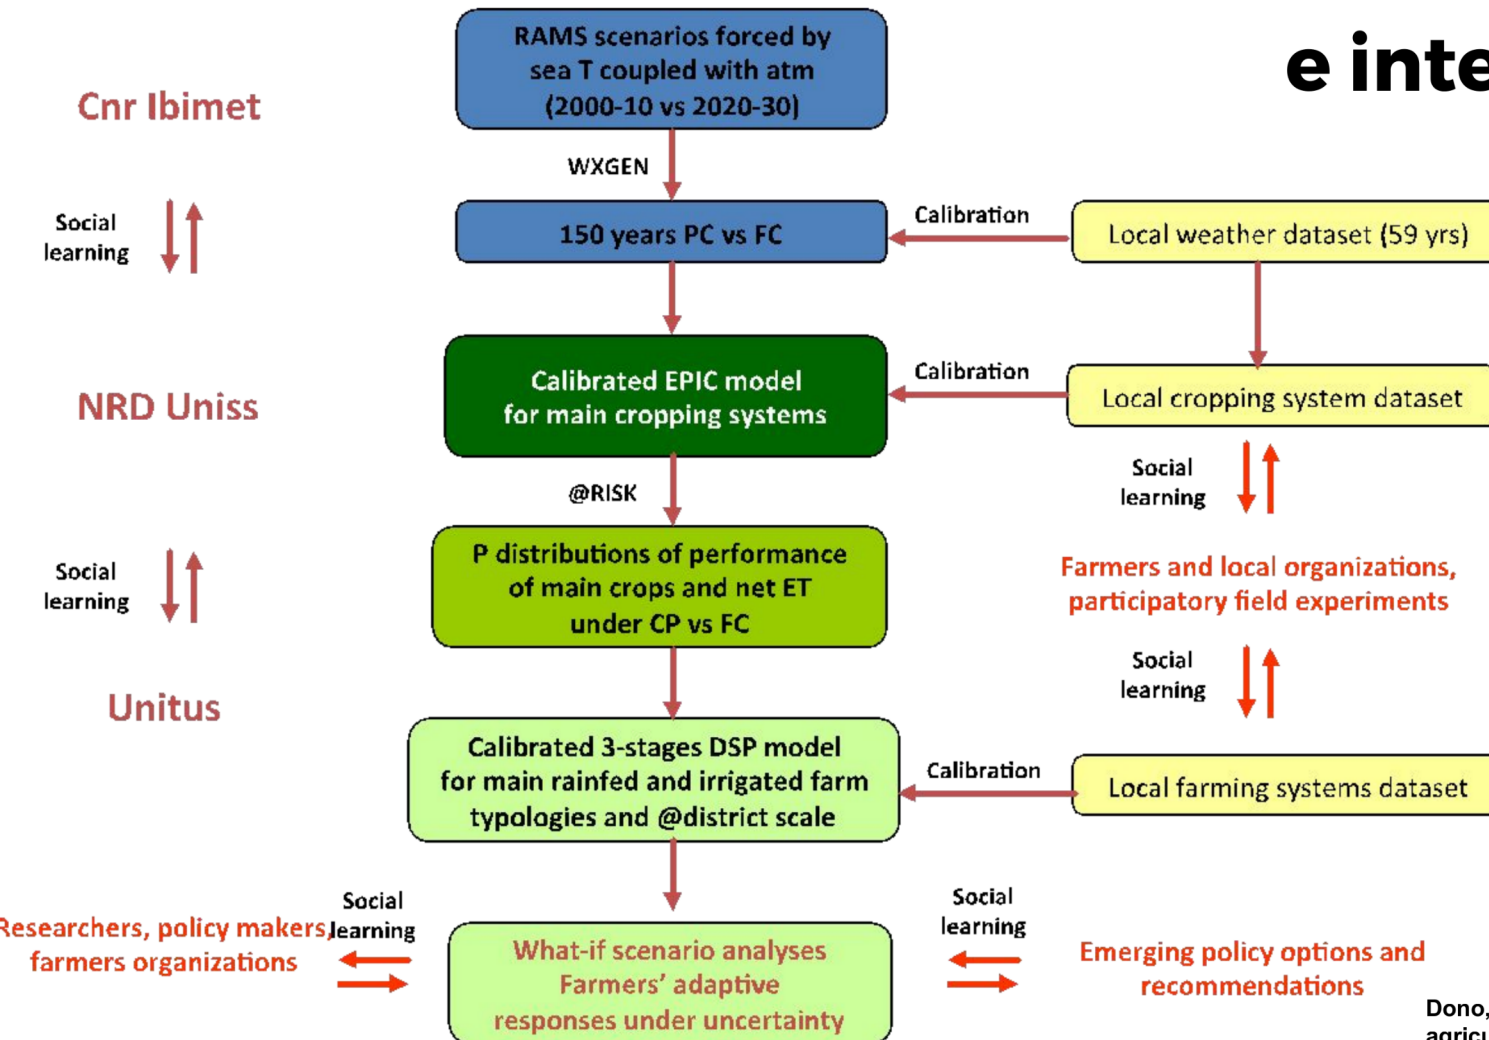 RAMS scenarios forced by
sea T coupled with atm
(2000-10 vs 2020-30)
e inte
Cnr Ibimet
WXGEN
Social
learning
150 years PC vs FC
Calibration
Local weather dataset (59 yrs)
Calibrated EPIC model
for main cropping systems
Calibration
Local cropping system dataset
NRD Uniss
Social
learning
@RISK
P distributions of performance
of main crops and net ET
under CP vs FC
Social
learning
Farmers and local organizations,
participatory field experiments
Social
learning
Unitus
Calibrated 3-stages DSP model
for main rainfed and irrigated farm
typologies and @district scale
Calibration
Local farming systems dataset
Social
learning
Researchers, policy makers,
farmers organizations
What-if scenario analyses
Farmers' adaptive
responses under uncertainty
Social
learning
Emerging policy options and
recommendations
Dono,
agricu